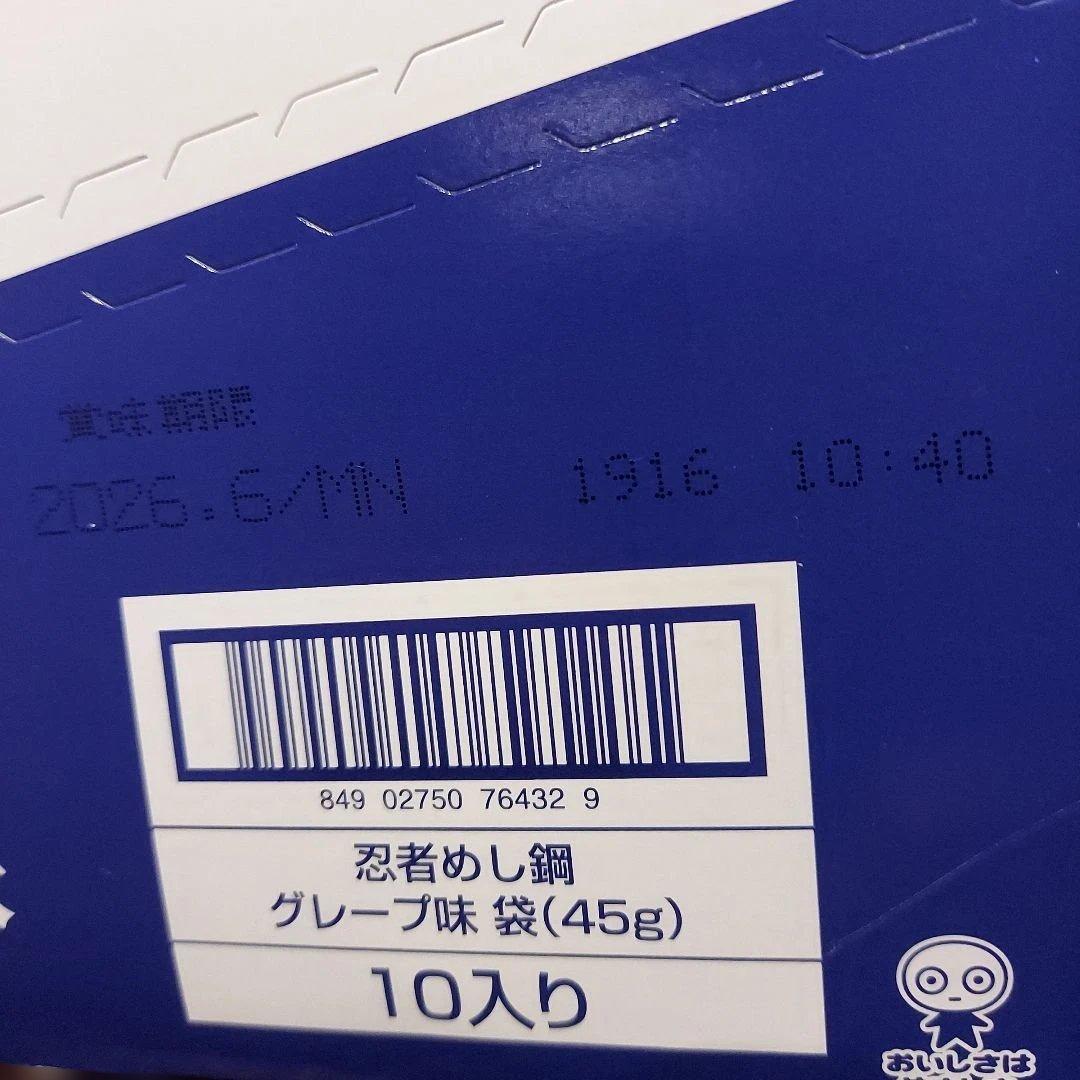 賞味期限
2026.6/MN 1916 10:40
849 02750 76432 9
忍者めし鋼
グレープ味 袋(45g)
10入り
おいしさは